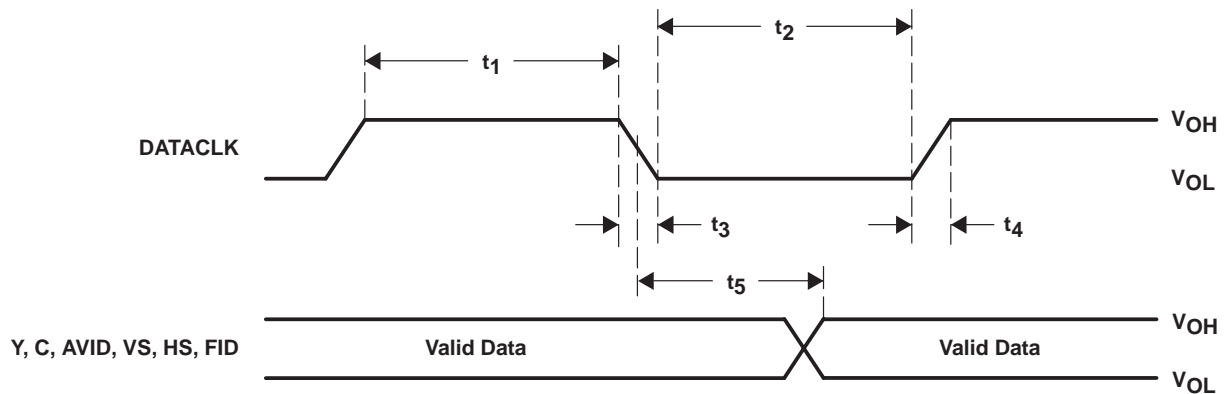 t2
t1
VOH
DATACLK
VOL
t3
t4
t5
VOH
Y, C, AVID, VS, HS, FID
Valid Data
Valid Data
VOL